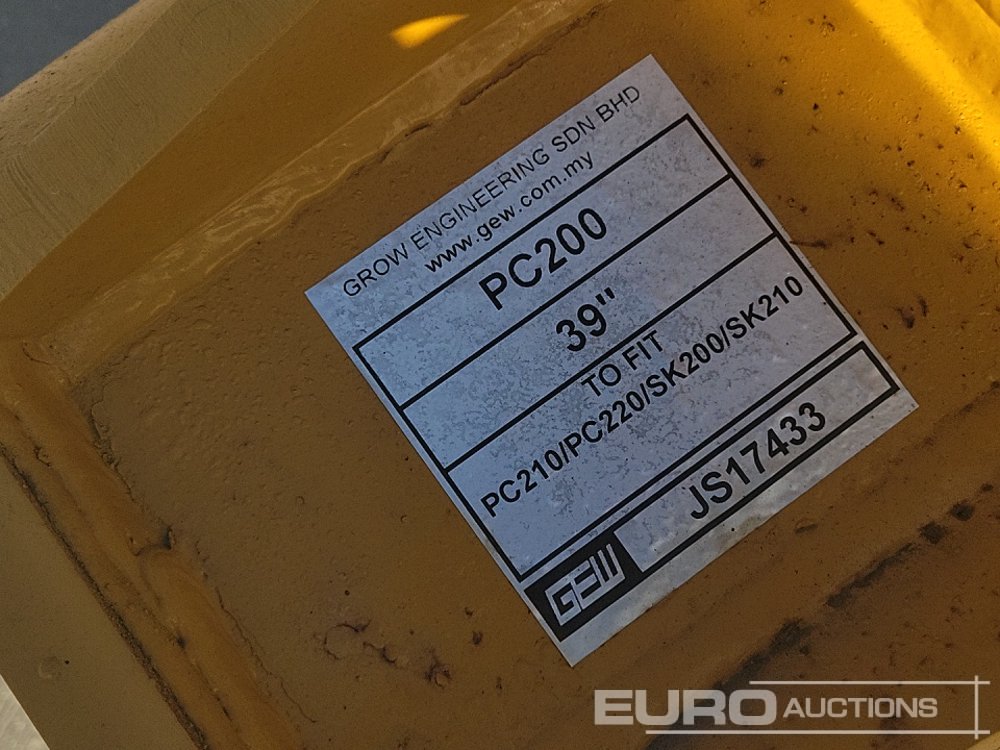 GROW ENGINEERING SDN BHD
www.gew.com.my
PC200
39"
TO FIT
PC210/PC220/SK200/SK210
GEW JS17433
EURO AUCTIONS